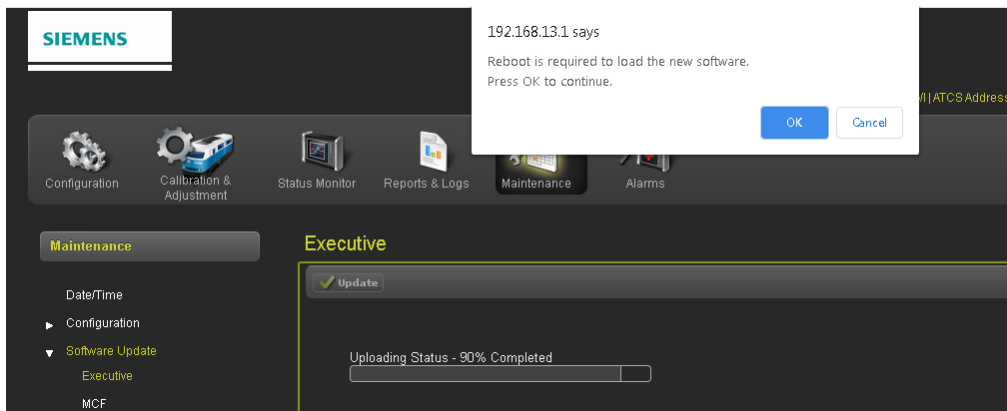 SIEMENS
192.168.13.1 says
Reboot is required to load the new software.
Press OK to continue.
OK
Cancel
| ATCS Address
Configuration
Calibration &
Adjustment
Status Monitor
Reports & Logs
Maintenance
Alarms
Maintenance
Executive
Update
Date/Time
Configuration
Software Update
Executive
MCF
Uploading Status - 90% Completed